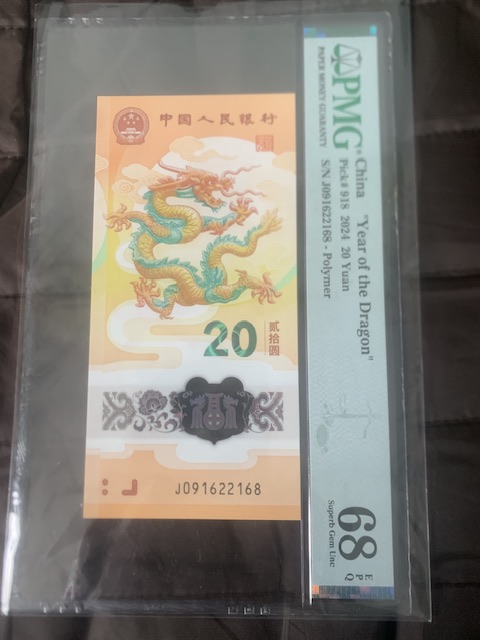 中国人民银行
20
贰拾圆
J091622168
PMG
PAPER MONEY GUARANTY
China "Year of the Dragon"
Pick# 918 2024 20 Yuan
S/N J091622168 - Polymer
68 EPQ
Superb Gem Unc